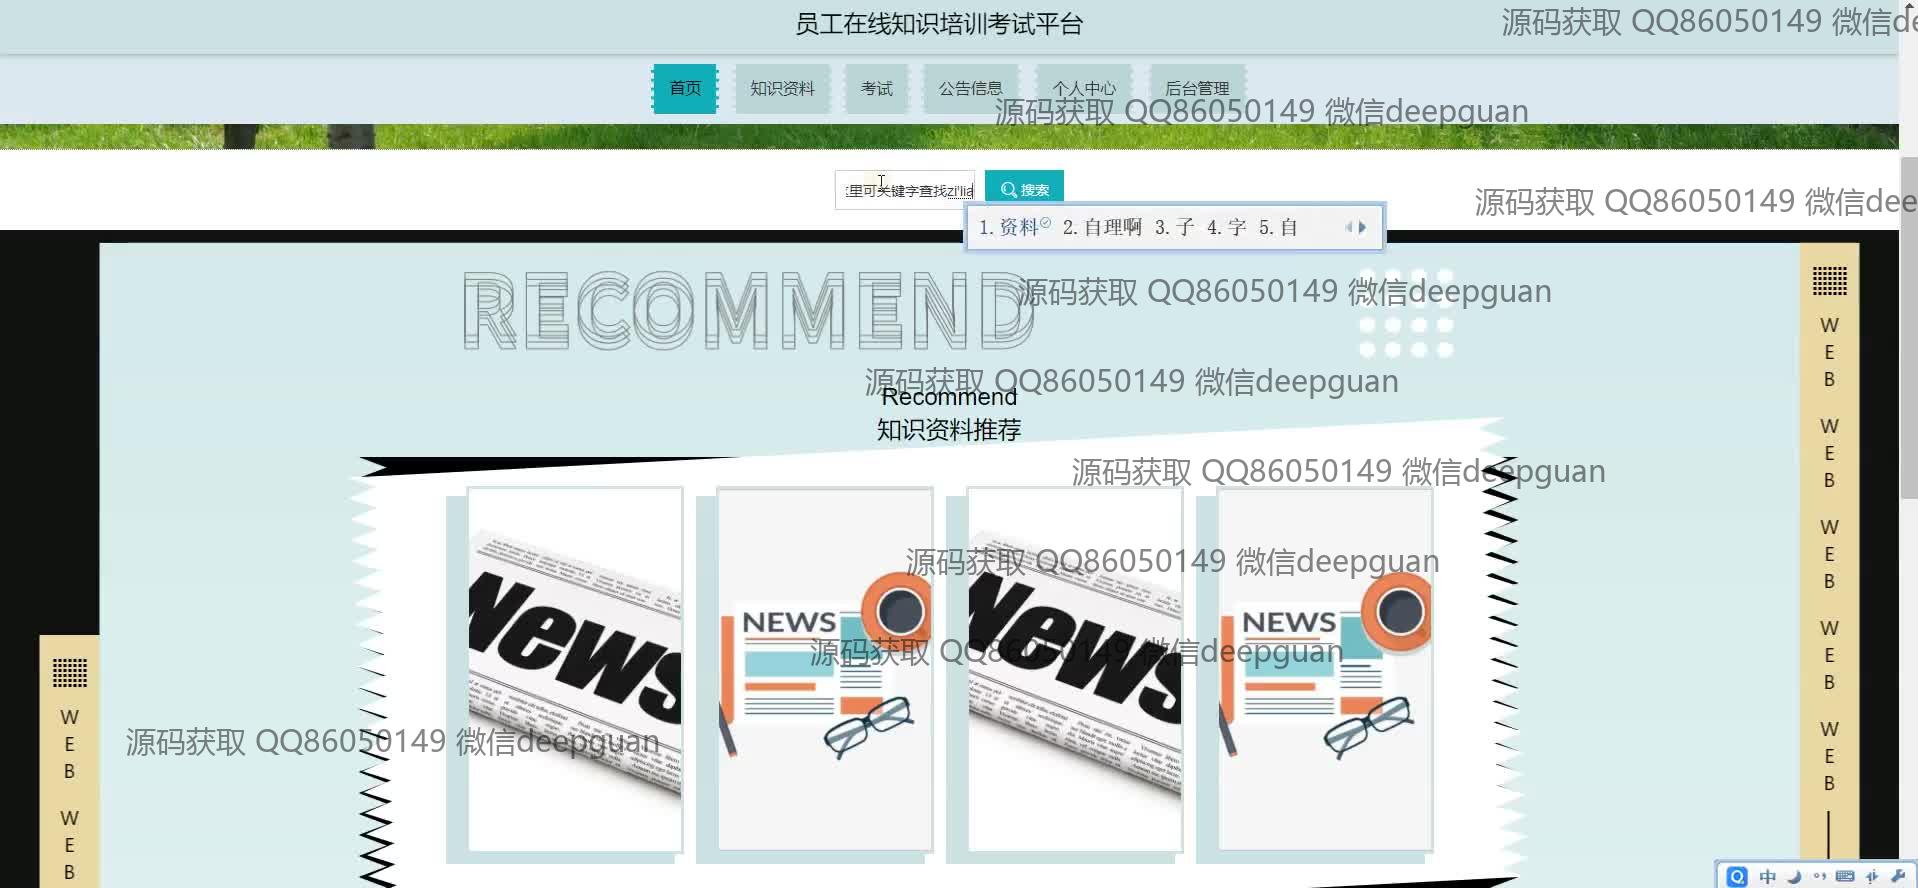 员工在线知识培训考试平台
源码获取 QQ86050149 微信de
首页 知识资料 考试 公告信息 个人中心 后台管理
源码获取 QQ86050149 微信deepguan
里可关键字查找zi'lia
搜索
源码获取 QQ86050149 微信dee
1.资料 2.自理啊 3.子 4.字 5.自
RECOMMEND
源码获取 QQ86050149 微信deepguan
源码获取 QQ86050149 微信deepguan
Recommend
知识资料推荐
源码获取 QQ86050149 微信deepguan
源码获取 QQ86050149 微信deepguan
News
NEWS
News
NEWS
源码获取 QQ86050149 微信deepguan
源码获取 QQ86050149 微信deepguan
WEB
WEB
WEB
WEB
WEB
WEB
WEB
中